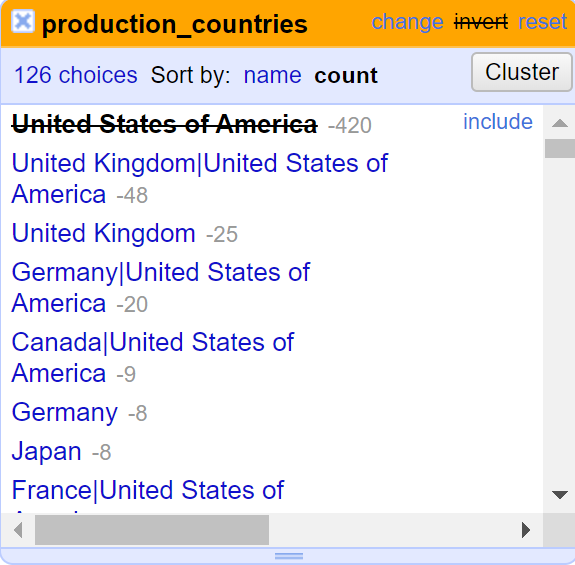 production_countries change invert reset
126 choices Sort by: name count Cluster
United States of America -420 include
United Kingdom|United States of
America -48
United Kingdom -25
Germany|United States of
America -20
Canada|United States of
America -9
Germany -8
Japan -8
France|United States of